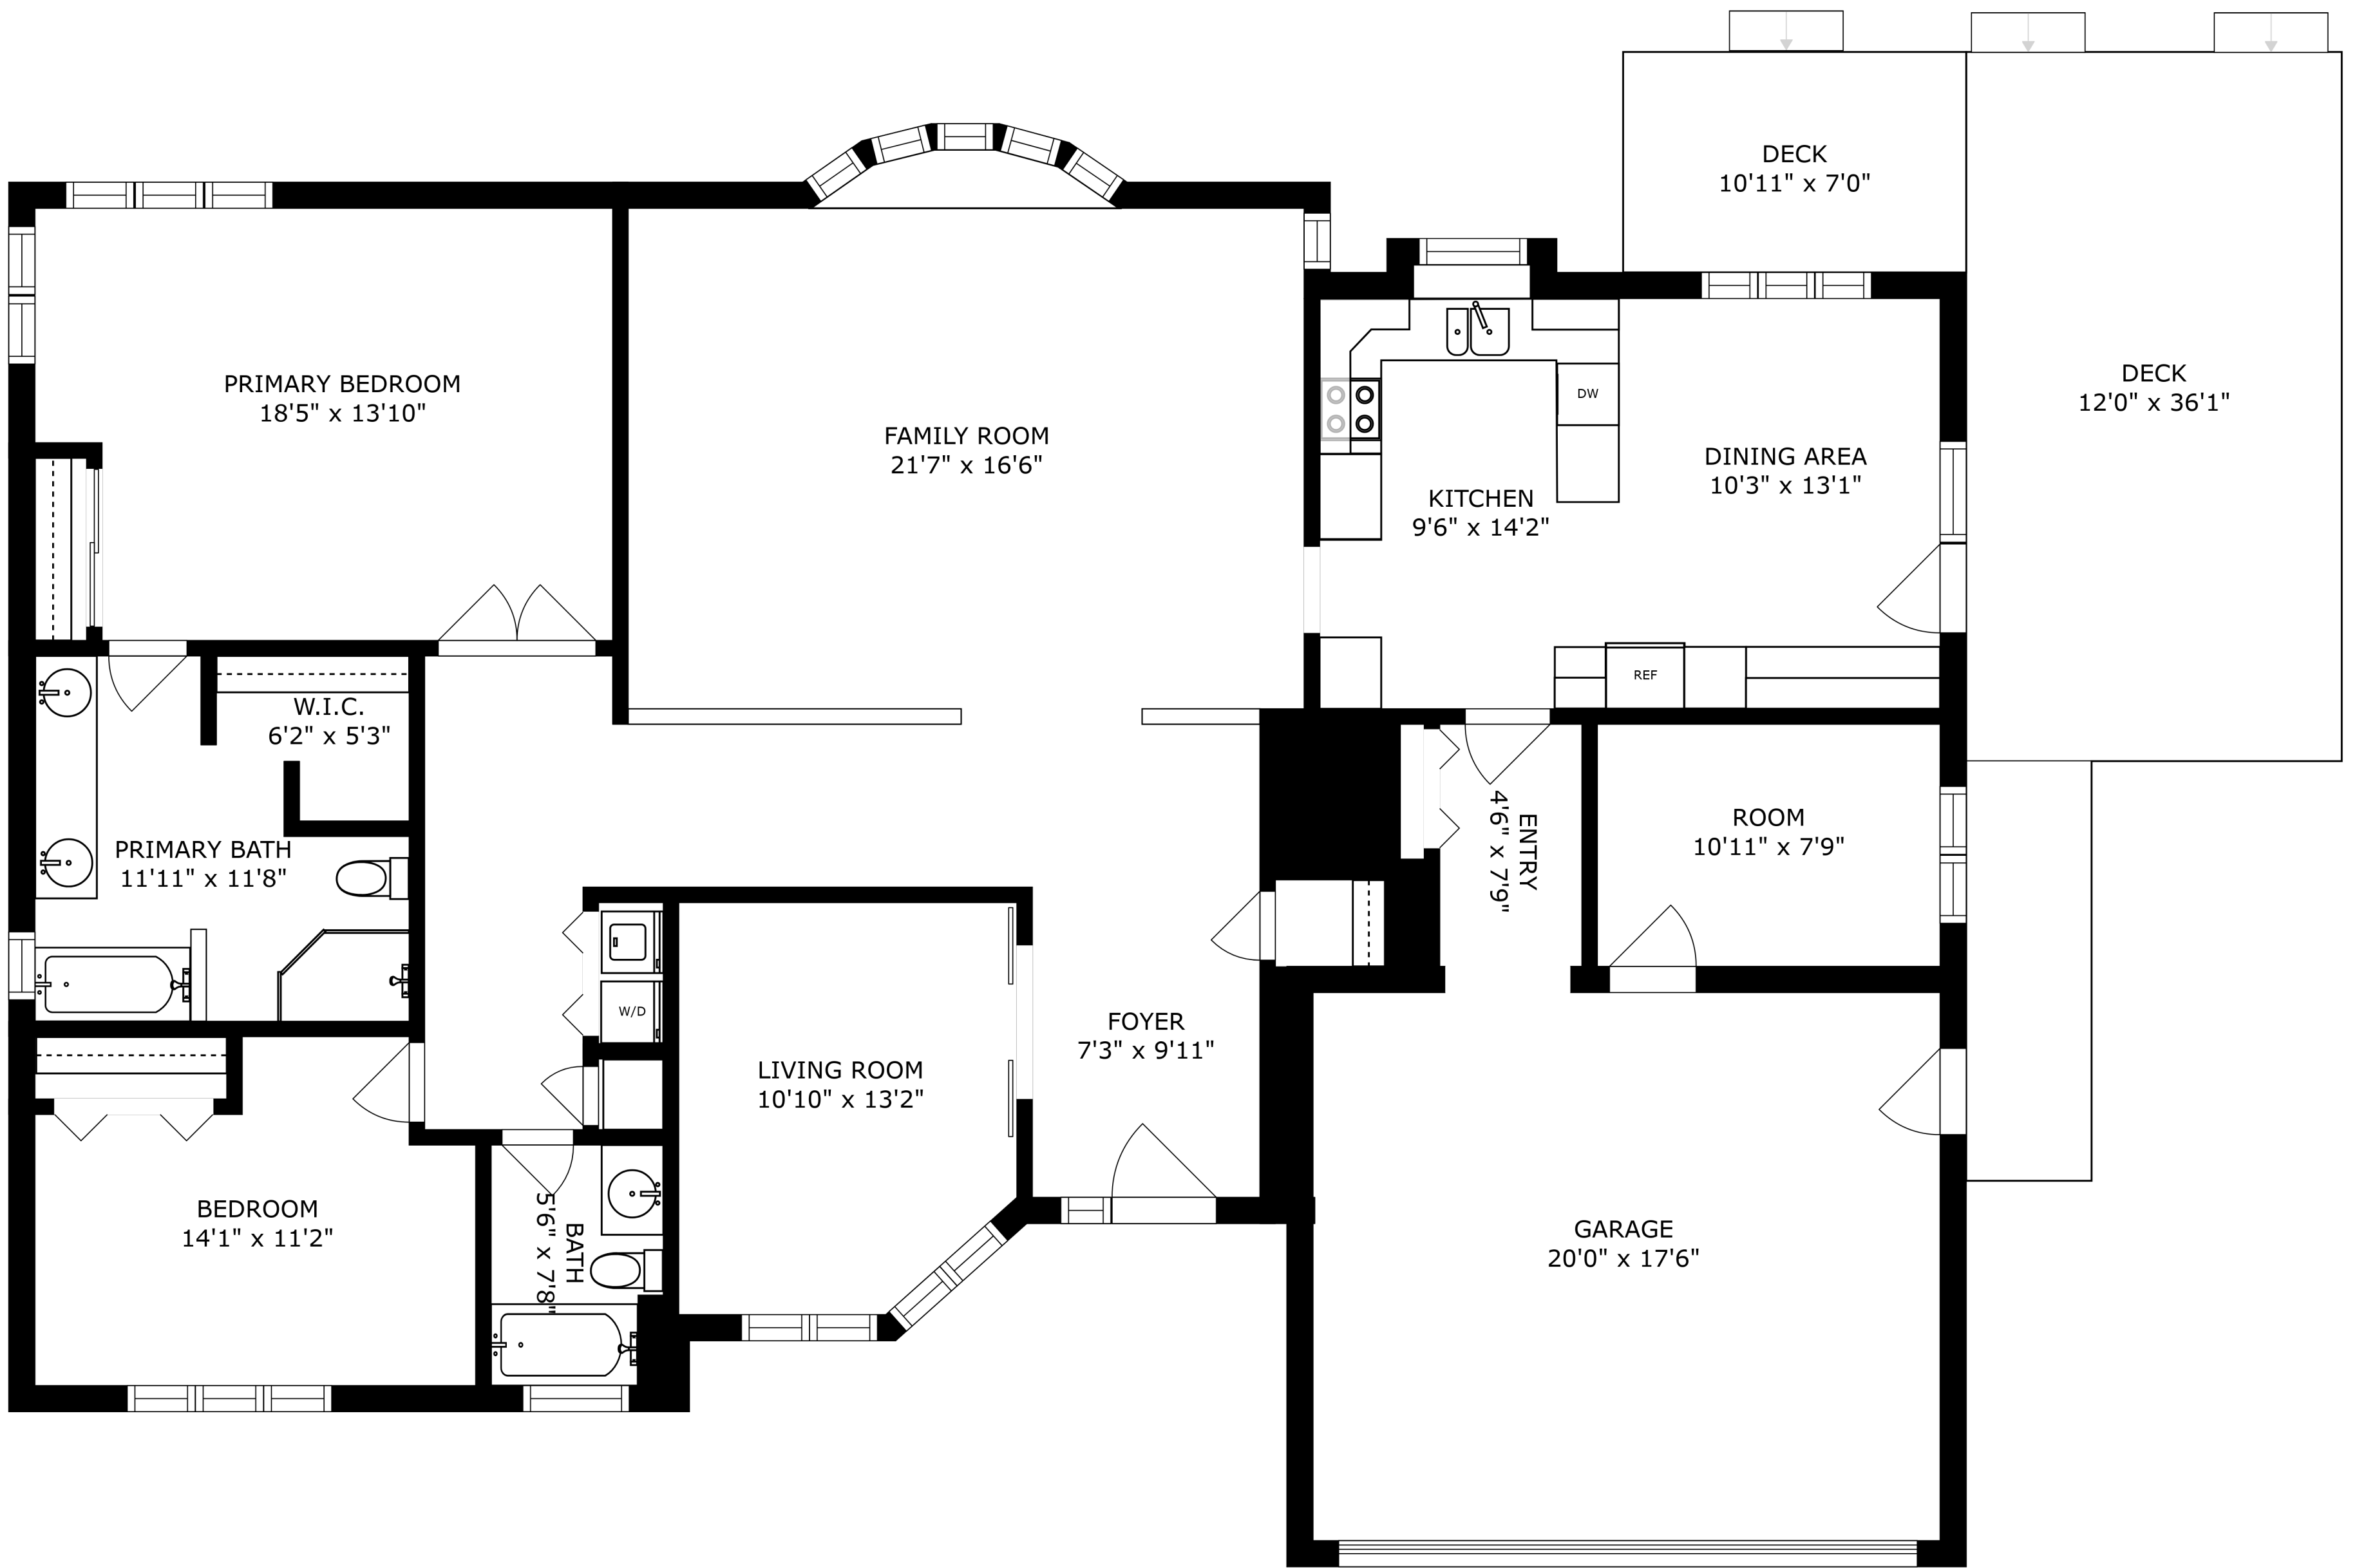 DECK
10'11" x 7'0"
DECK
12'0" x 36'1"
PRIMARY BEDROOM
18'5" x 13'10"
FAMILY ROOM
21'7" x 16'6"
DW
DINING AREA
10'3" x 13'1"
KITCHEN
9'6" x 14'2"
REF
W.I.C.
6'2" x 5'3"
PRIMARY BATH
11'11" x 11'8"
ENTRY
4'6" x 7'9"
ROOM
10'11" x 7'9"
W/D
FOYER
7'3" x 9'11"
LIVING ROOM
10'10" x 13'2"
BEDROOM
14'1" x 11'2"
BATH
5'6" x 7'8"
GARAGE
20'0" x 17'6"